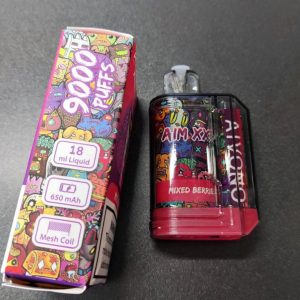 9000+
PUFFS
18
ml Liquid
650 mAh
Mesh Coil
AIM XX
MIXED BERRIES